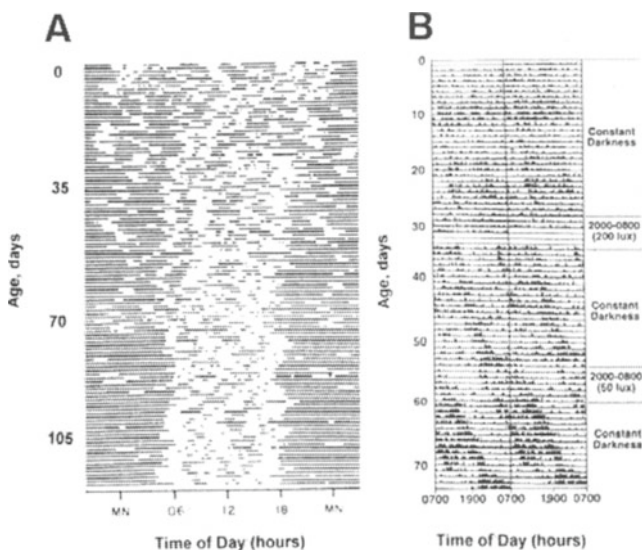 A
0
35
70
105
Age, days
MN 06 12 18 MN
Time of Day (hours)
B
0
10
20
30
40
50
60
70
Age, days
Constant
Darkness
2000-0800
(200 lux)
Constant
Darkness
2000-0800
(50 lux)
Constant
Darkness
0700 1900 0700 1900 0700
Time of Day (hours)